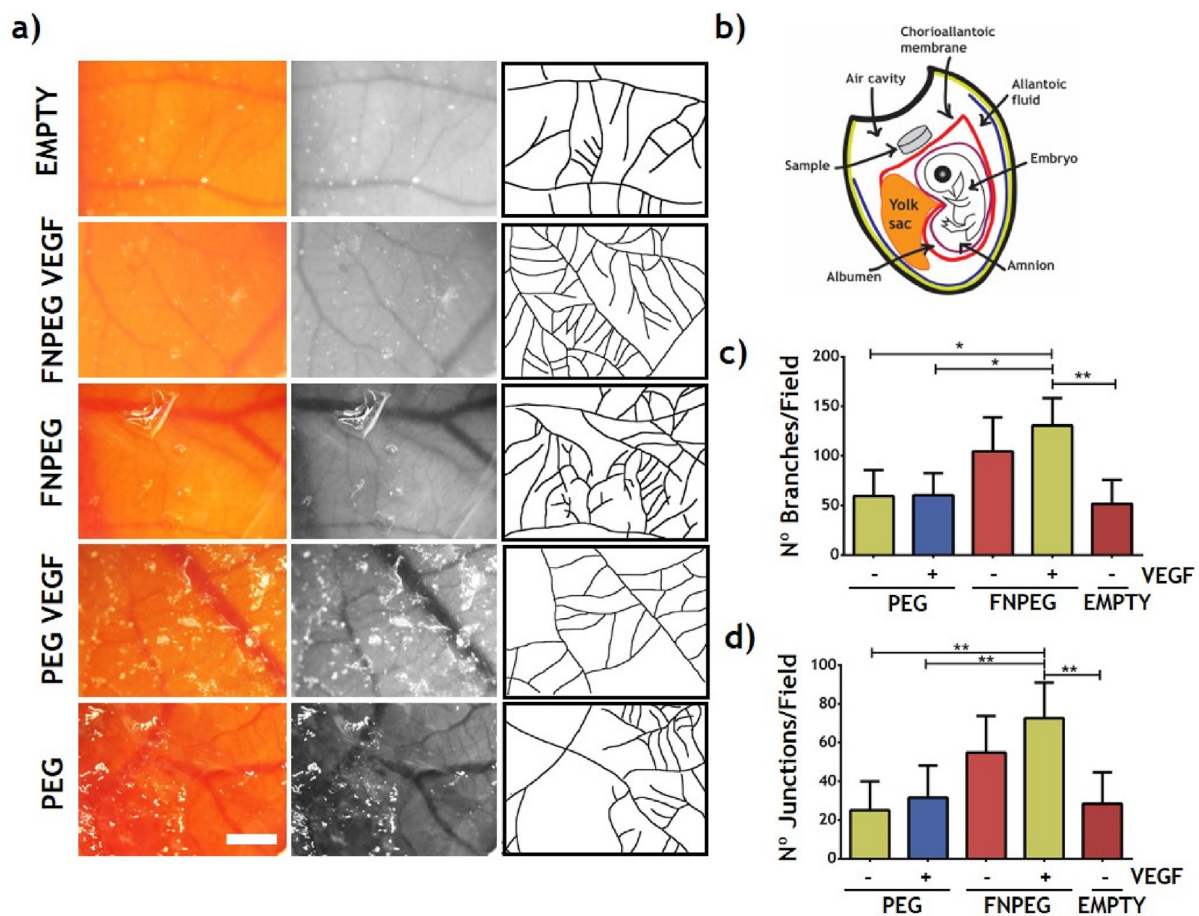 a)
EMPTY
FNPEG VEGF
FNPEG
PEG VEGF
PEG
b)
Chorioallantoic
membrane
Air cavity
Allantoic
fluid
Sample
Embryo
Yolk
sac
Albumen
Amnion
c)
Nº Branches/Field
200
150
100
50
0
*
*
**
- + - + - VEGF
PEG FNPEG EMPTY
d)
Nº Junctions/Field
100
80
60
40
20
0
**
**
**
- + - + - VEGF
PEG FNPEG EMPTY